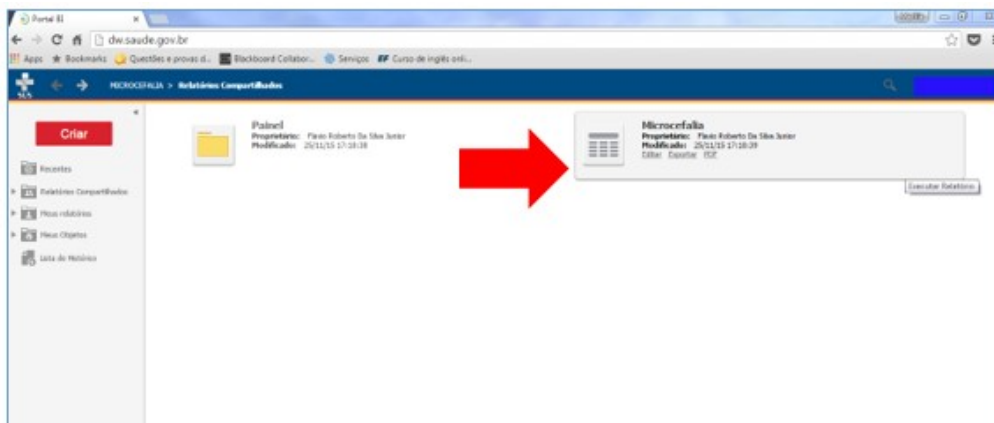 Portal BI
dw.saude.gov.br
Apps Bookmarks Questões e provas d... Blackboard Collabor... Serviços Curso de inglês onli...
SUS
MICROCEFALIA > Relatórios Compartilhados
Criar
Recentes
Relatórios Compartilhados
Meus relatórios
Meus Objetos
Lista de Histórico
Painel
Proprietário: Flavio Roberto Da Silva Junior
Modificado: 25/11/15 17:18:38
Microcefalia
Proprietário: Flavio Roberto Da Silva Junior
Modificado: 25/11/15 17:18:39
Editar Exportar PDF
Executar Relatório